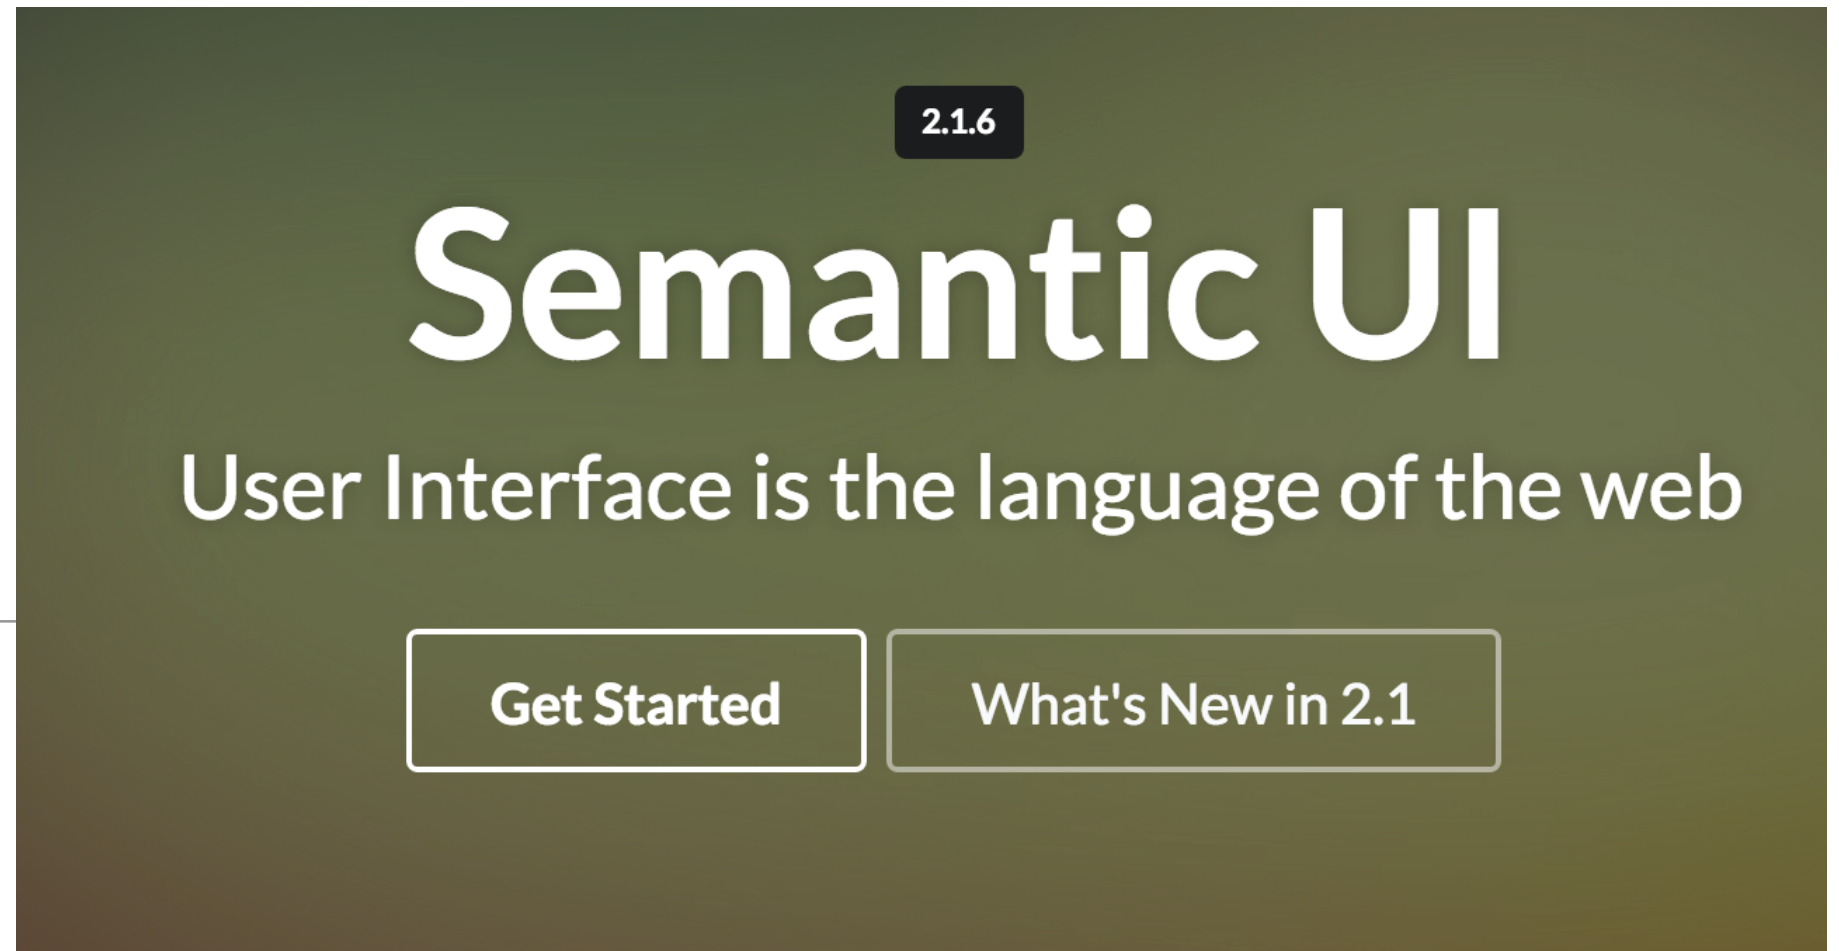 2.1.6
Semantic UI
User Interface is the language of the web
Get Started
What's New in 2.1